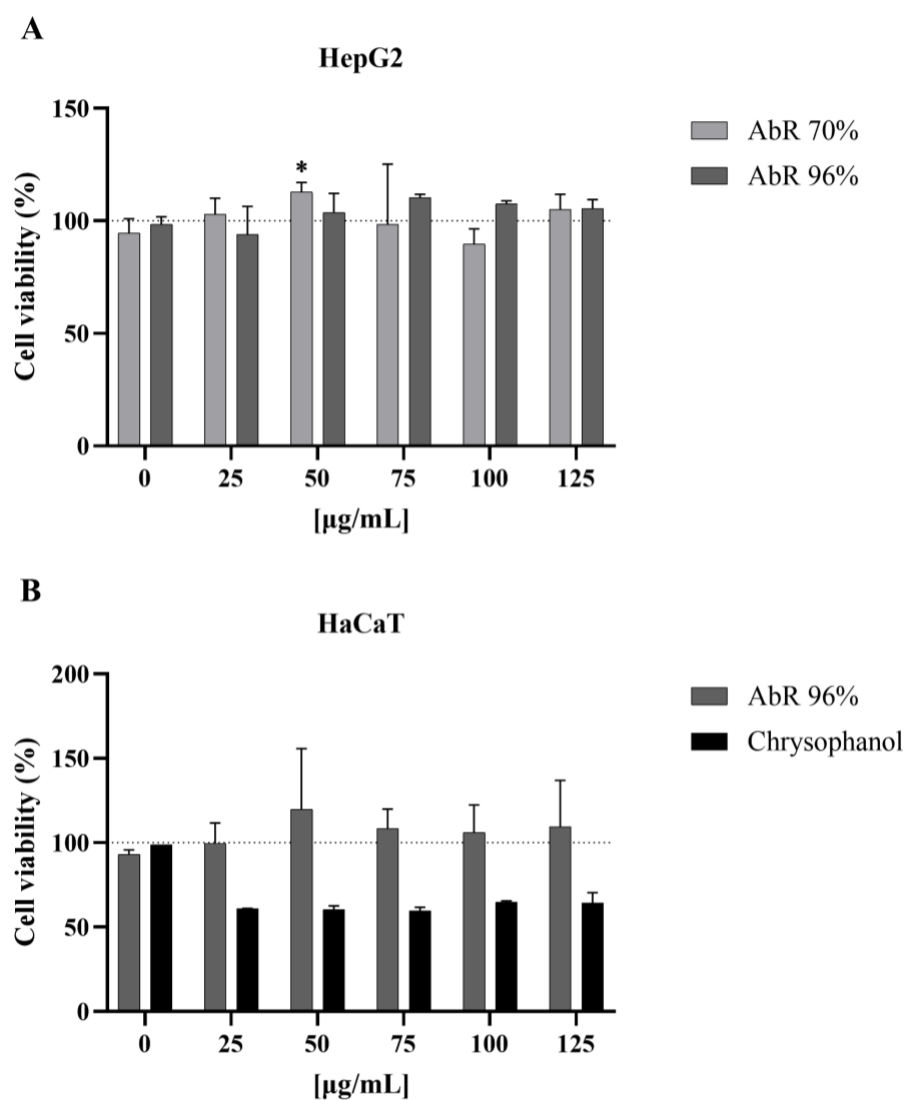 A
HepG2
150
100
50
0
Cell viability (%)
*
0 25 50 75 100 125
[µg/mL]
AbR 70%
AbR 96%
B
HaCaT
200
150
100
50
0
Cell viability (%)
0 25 50 75 100 125
[µg/mL]
AbR 96%
Chrysophanol